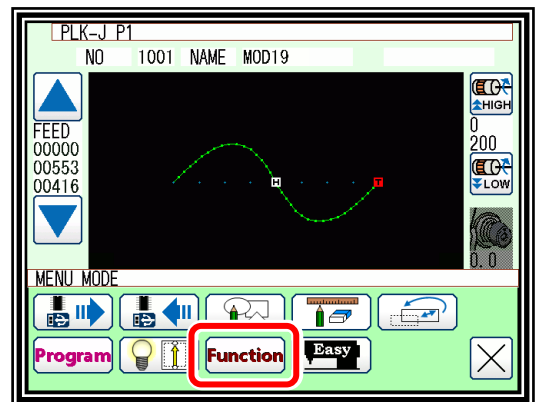 PLK-J P1
NO 1001 NAME MOD19
HIGH
FEED
00000
00553
00416
0
200
LOW
H
T
0.0
MENU MODE
Program
Function
Easy